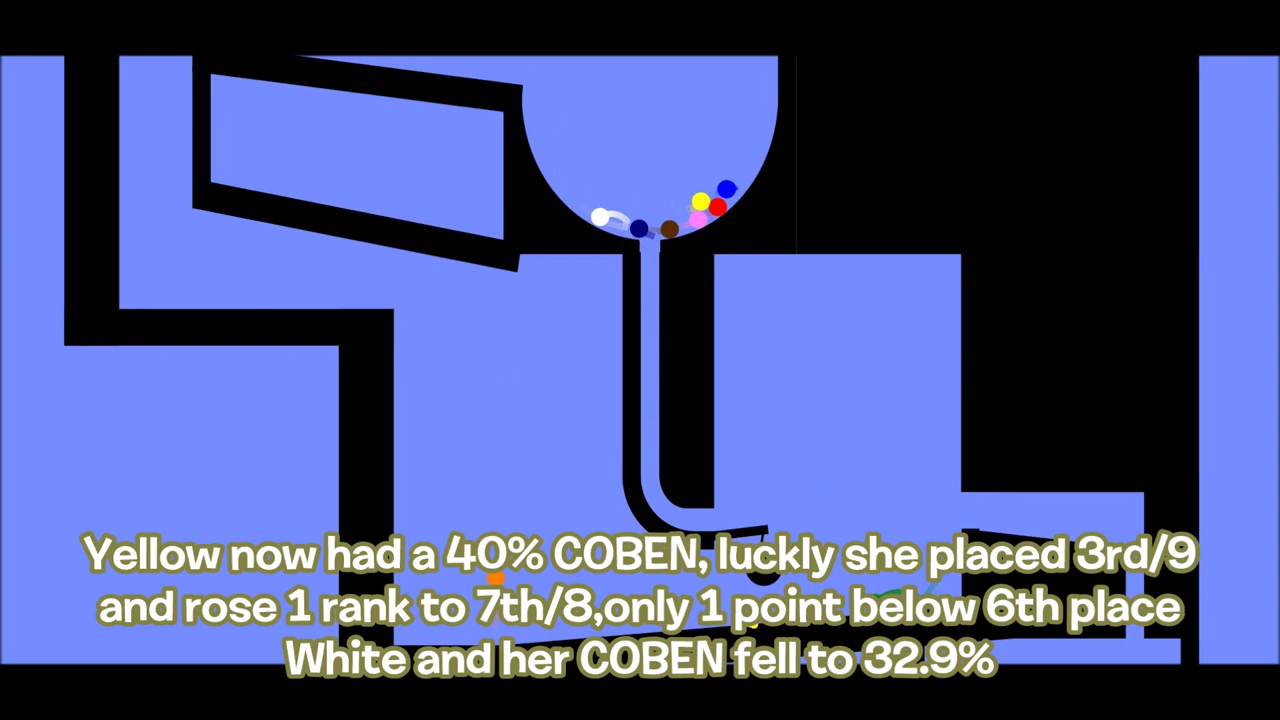 Yellow now had a 40% COBEN, luckly she placed 3rd/9
and rose 1 rank to 7th/8,only 1 point below 6th place
White and her COBEN fell to 32.9%